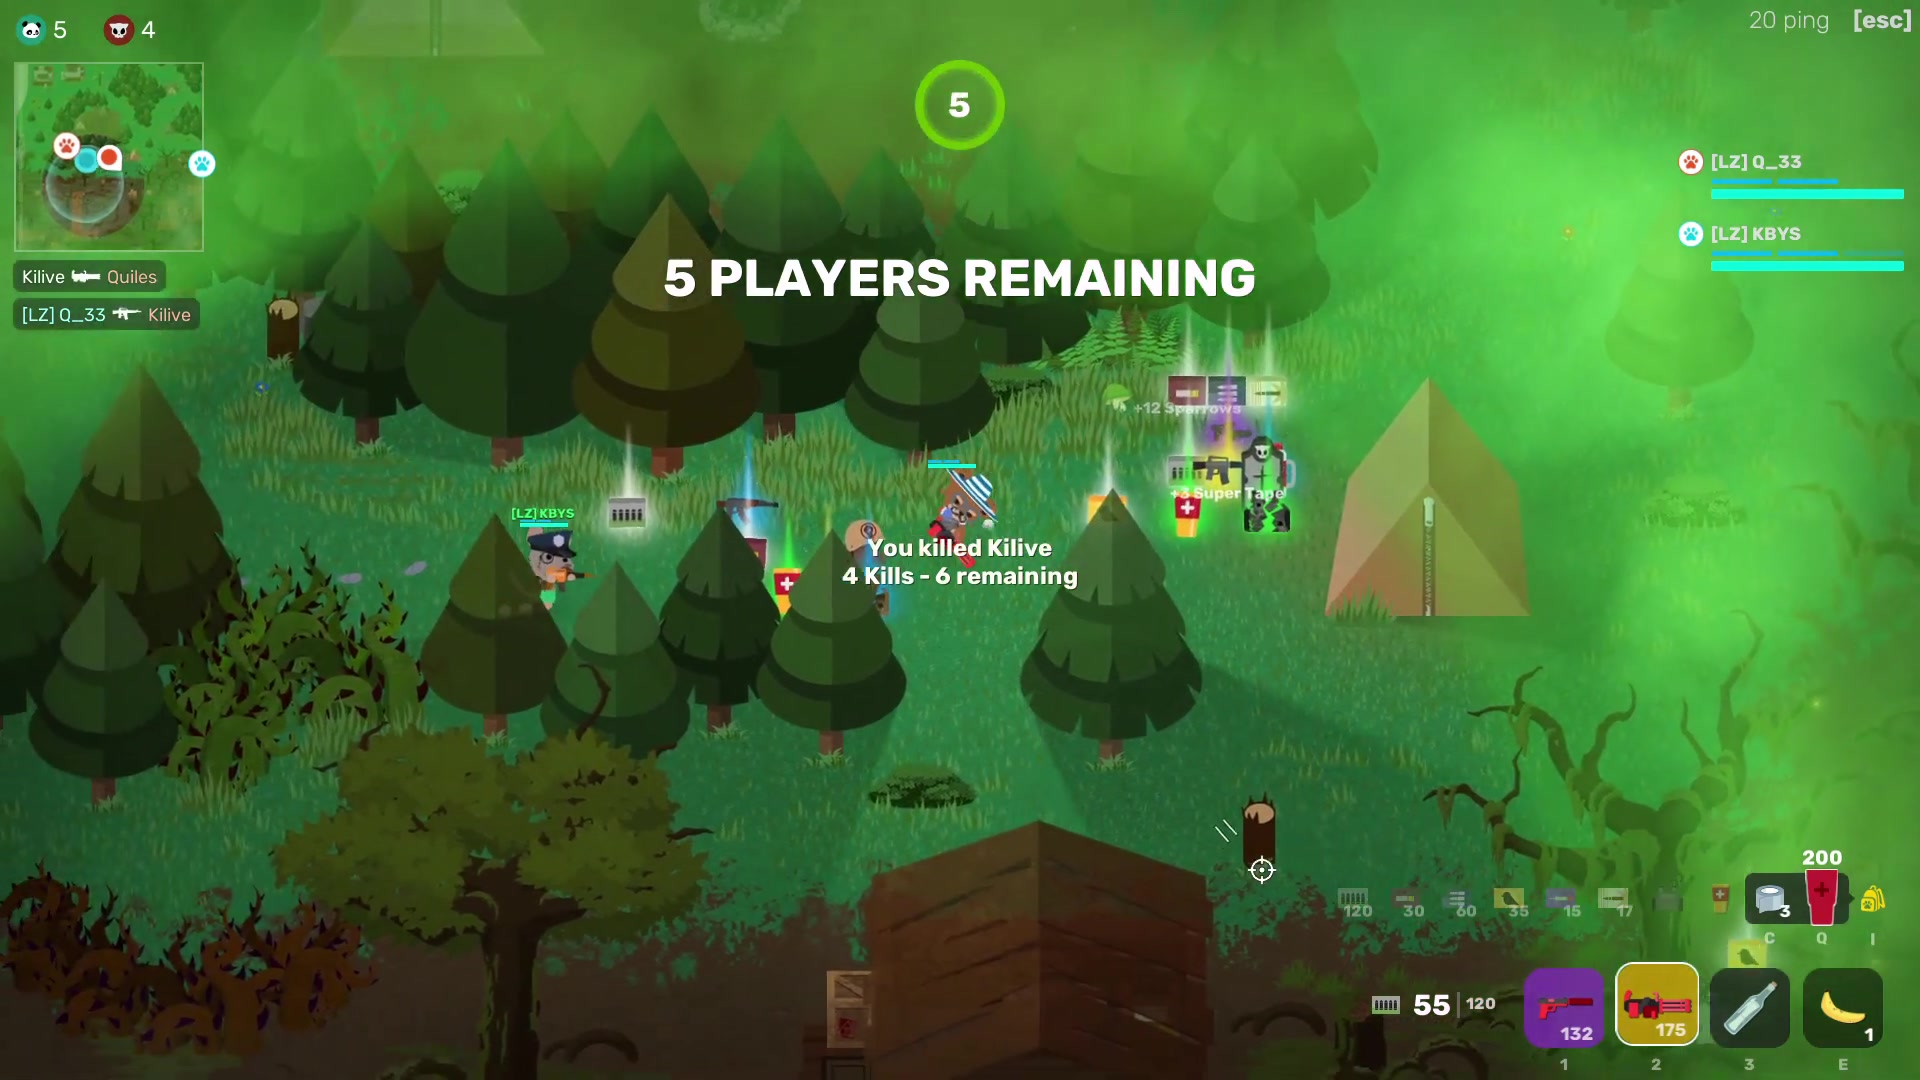 5 4
20 ping [esc]
5
[LZ] Q_33
[LZ] KBYS
Kilive Quiles
[LZ] Q_33 Kilive
5 PLAYERS REMAINING
+12 Sparrows
+3 Super Tape
[LZ] KBYS
You killed Kilive
4 Kills - 6 remaining
200
120 30 60 35 15 17 3
C Q I
55 | 120
132 175 1
1 2 3 E